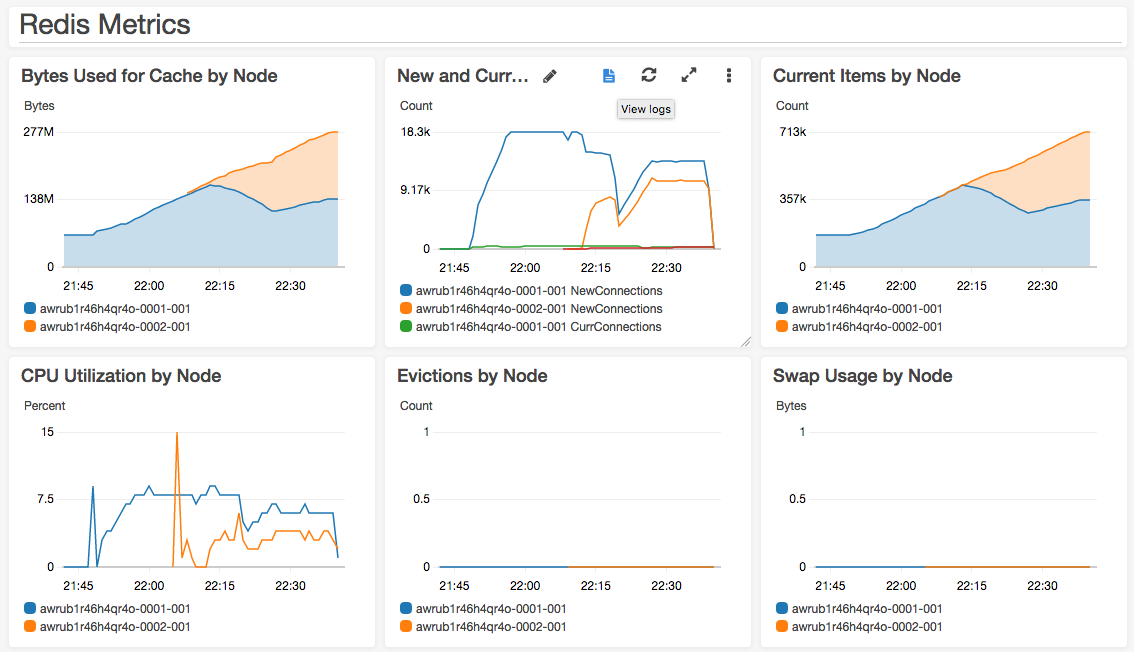 Redis Metrics
Bytes Used for Cache by Node
Bytes
277M
138M
0
21:45 22:00 22:15 22:30
awrub1r46h4qr4o-0001-001
awrub1r46h4qr4o-0002-001
New and Curr...
View logs
Count
18.3k
9.17k
0
21:45 22:00 22:15 22:30
awrub1r46h4qr4o-0001-001 NewConnections
awrub1r46h4qr4o-0002-001 NewConnections
awrub1r46h4qr4o-0001-001 CurrConnections
Current Items by Node
Count
713k
357k
0
21:45 22:00 22:15 22:30
awrub1r46h4qr4o-0001-001
awrub1r46h4qr4o-0002-001
CPU Utilization by Node
Percent
15
7.5
0
21:45 22:00 22:15 22:30
awrub1r46h4qr4o-0001-001
awrub1r46h4qr4o-0002-001
Evictions by Node
Count
1
0.5
0
21:45 22:00 22:15 22:30
awrub1r46h4qr4o-0001-001
awrub1r46h4qr4o-0002-001
Swap Usage by Node
Bytes
1
0.5
0
21:45 22:00 22:15 22:30
awrub1r46h4qr4o-0001-001
awrub1r46h4qr4o-0002-001